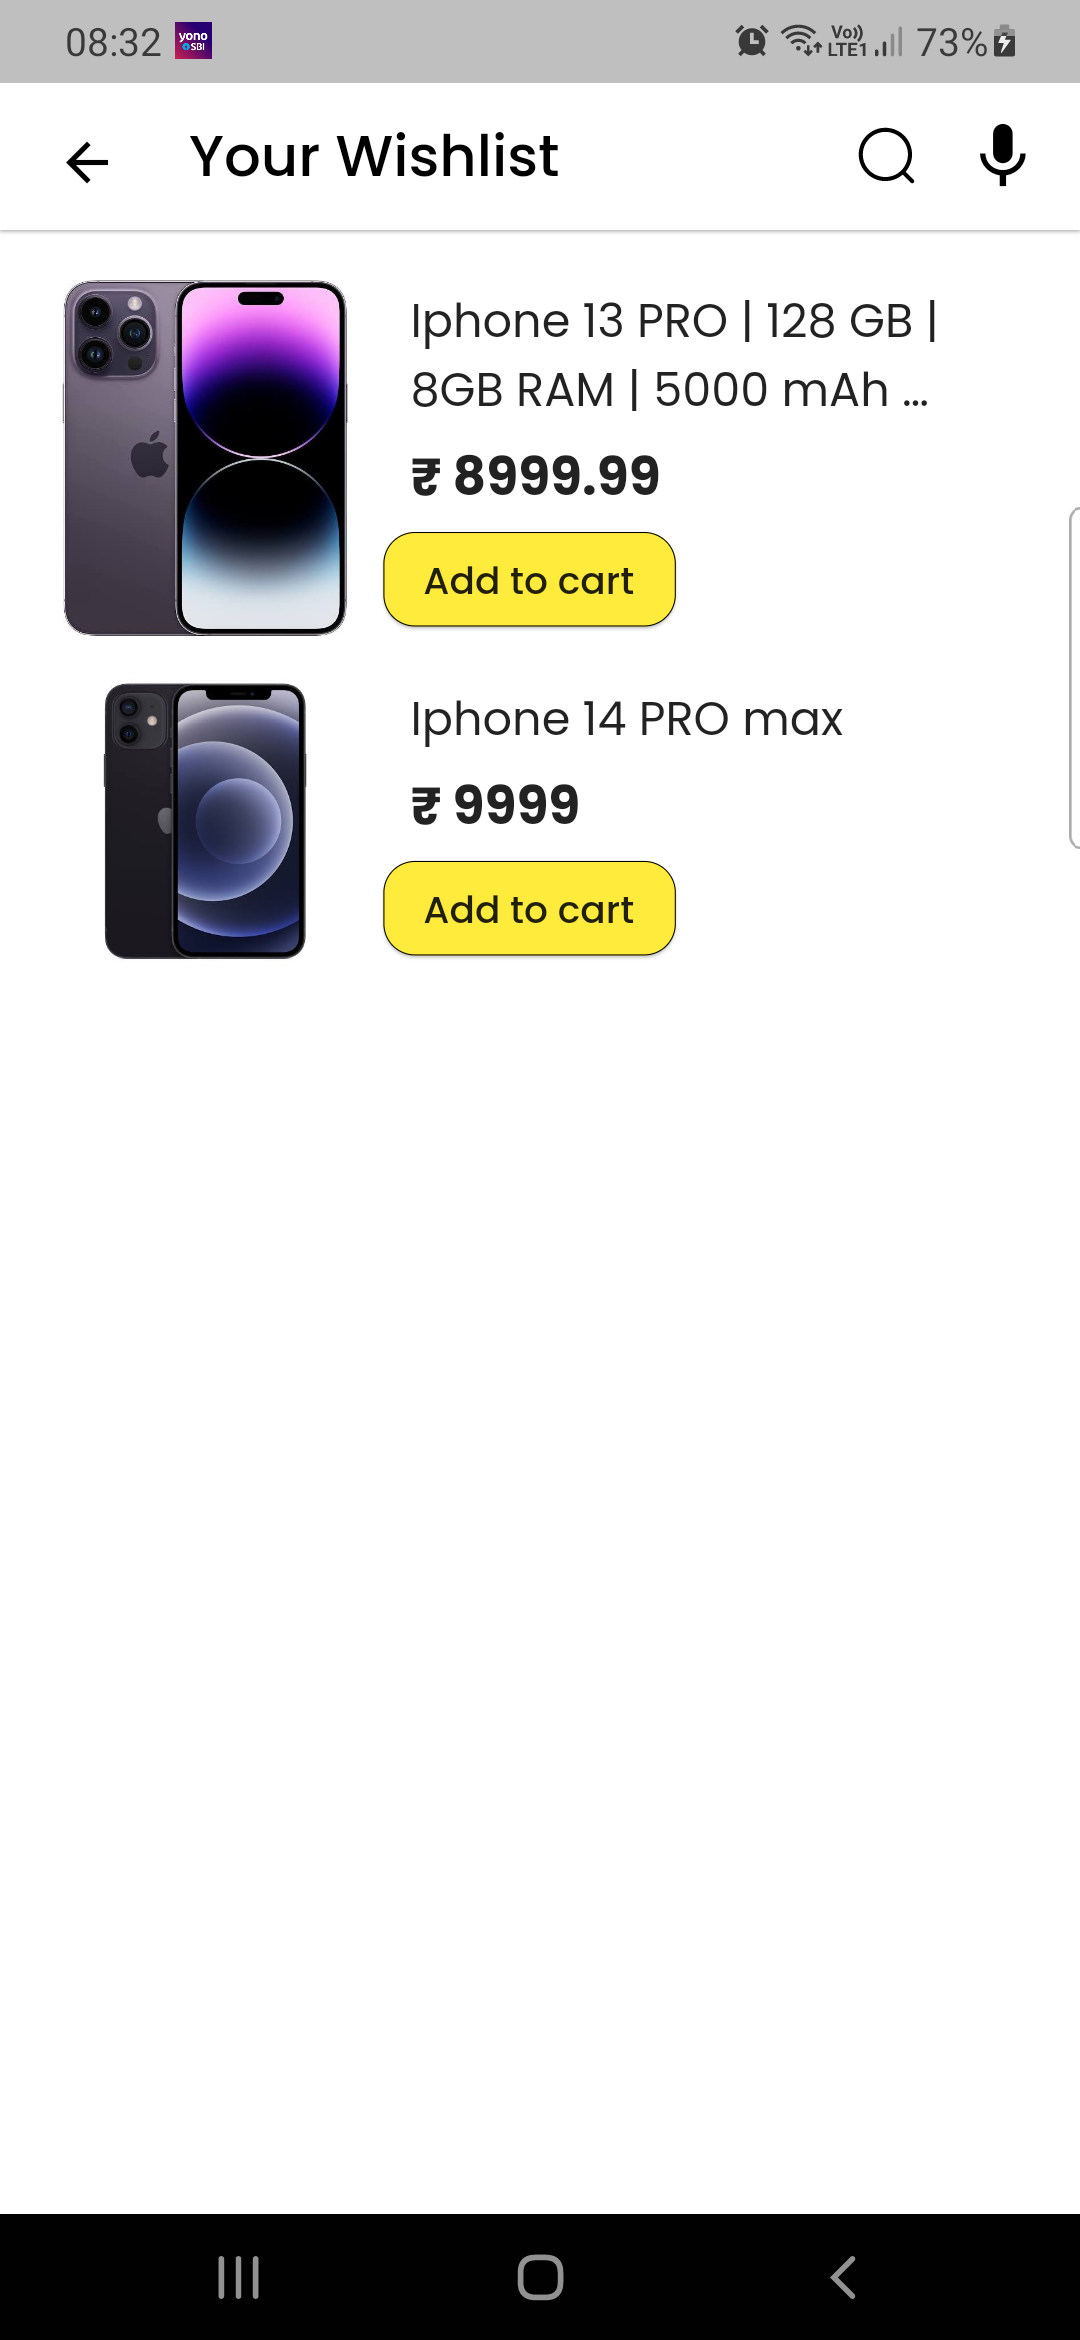 08:32 yono SBI Vo)) LTE1 73%
Your Wishlist
Iphone 13 PRO | 128 GB |
8GB RAM | 5000 mAh ...
₹ 8999.99
Add to cart
Iphone 14 PRO max
₹ 9999
Add to cart